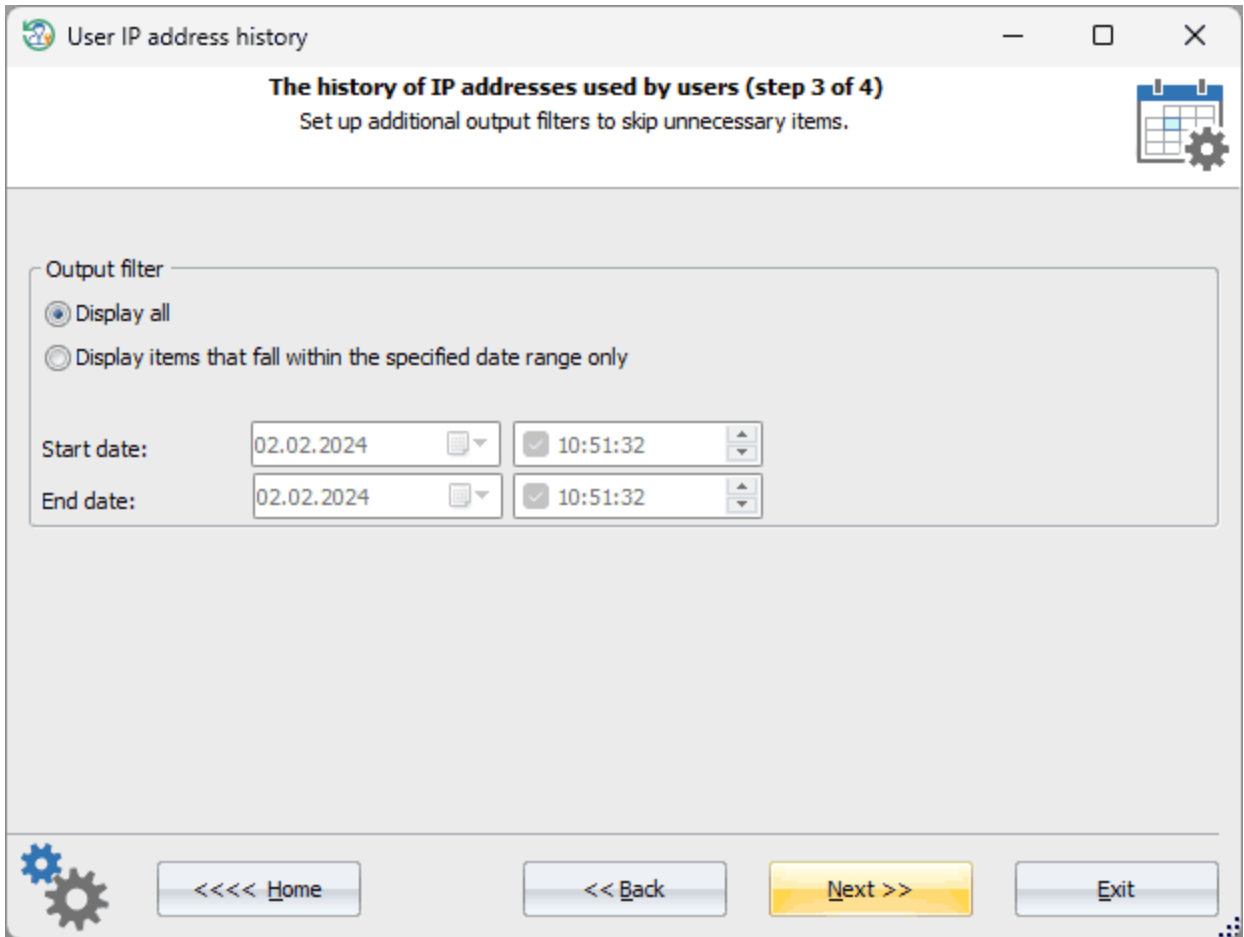 User IP address history
The history of IP addresses used by users (step 3 of 4)
Set up additional output filters to skip unnecessary items.
Output filter
Display all
Display items that fall within the specified date range only
Start date: 02.02.2024 10:51:32
End date: 02.02.2024 10:51:32
<<<< Home << Back Next >> Exit